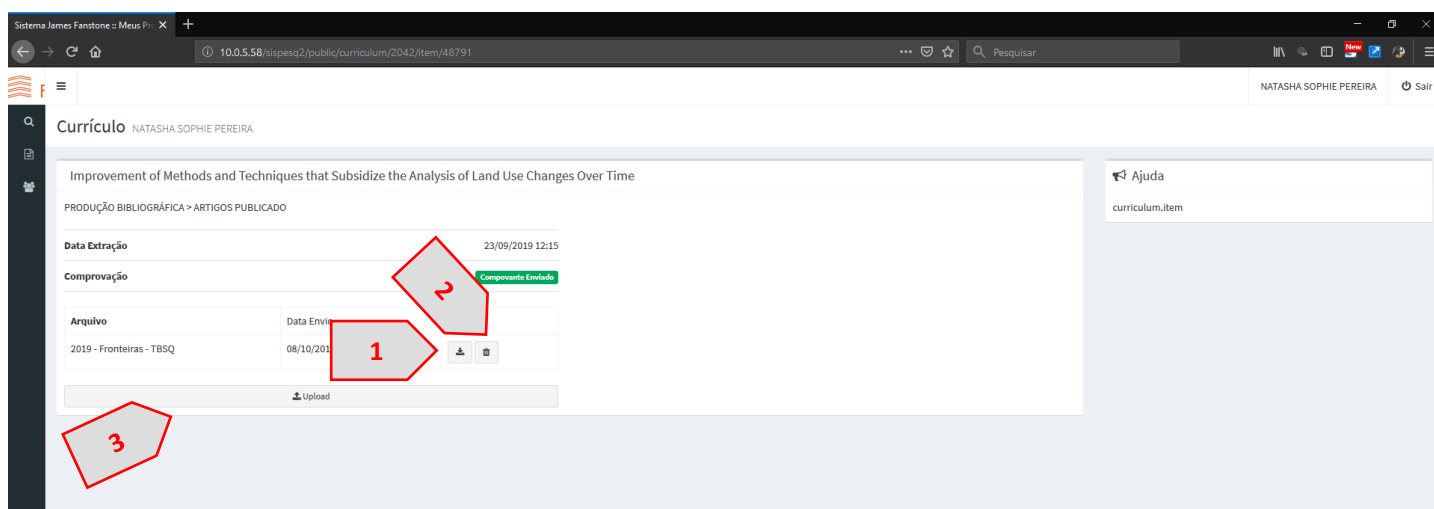 Sistema James Fanstone :: Meus Pr
10.0.5.58/sispesq2/public/curriculum/2042/item/48791
Pesquisar
New
NATASHA SOPHIE PEREIRA
Sair
Currículo NATASHA SOPHIE PEREIRA
Improvement of Methods and Techniques that Subsidize the Analysis of Land Use Changes Over Time
Ajuda
PRODUÇÃO BIBLIOGRÁFICA > ARTIGOS PUBLICADO
curriculum.item
Data Extração 23/09/2019 12:15
Comprovação Compovante Enviado
2
Arquivo Data Envio
2019 - Fronteiras - TBSQ 08/10/201
1
Upload
3